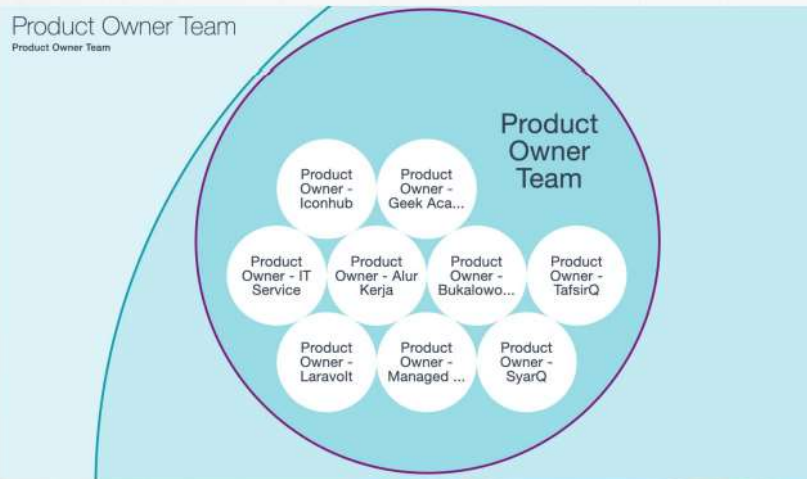 Product Owner Team
Product Owner Team
Product
Owner
Team
Product
Owner -
Iconhub
Product
Owner -
Geek Aca...
Product
Owner - IT
Service
Product
Owner - Alur
Kerja
Product
Owner -
Bukalowo...
Product
Owner -
TafsirQ
Product
Owner -
Laravolt
Product
Owner -
Managed ...
Product
Owner -
SyarQ